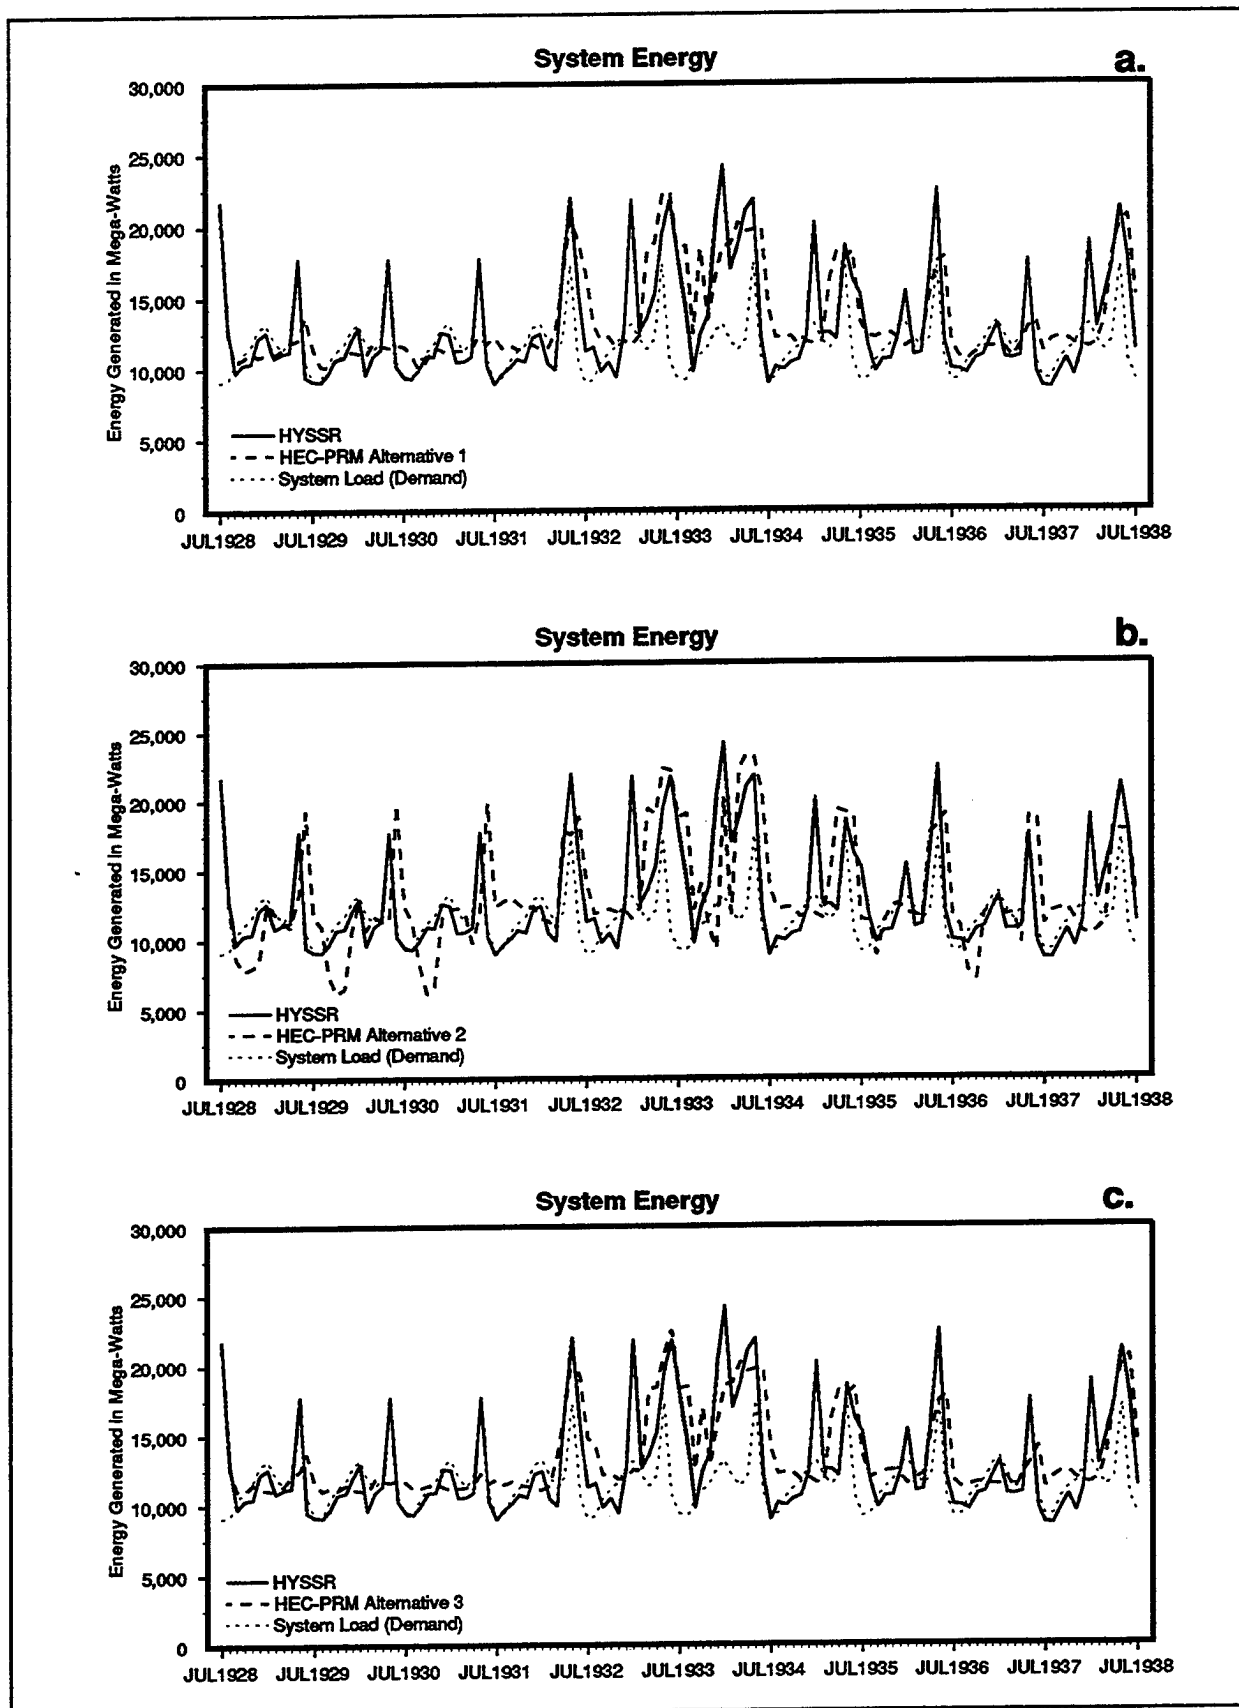 System Energy
a.
30,000
25,000
20,000
15,000
10,000
5,000
0
Energy Generated in Mega-Watts
HYSSR
HEC-PRM Alternative 1
System Load (Demand)
JUL1928 JUL1929 JUL1930 JUL1931 JUL1932 JUL1933 JUL1934 JUL1935 JUL1936 JUL1937 JUL1938
System Energy
b.
30,000
25,000
20,000
15,000
10,000
5,000
0
Energy Generated in Mega-Watts
HYSSR
HEC-PRM Alternative 2
System Load (Demand)
JUL1928 JUL1929 JUL1930 JUL1931 JUL1932 JUL1933 JUL1934 JUL1935 JUL1936 JUL1937 JUL1938
System Energy
c.
30,000
25,000
20,000
15,000
10,000
5,000
0
Energy Generated in Mega-Watts
HYSSR
HEC-PRM Alternative 3
System Load (Demand)
JUL1928 JUL1929 JUL1930 JUL1931 JUL1932 JUL1933 JUL1934 JUL1935 JUL1936 JUL1937 JUL1938